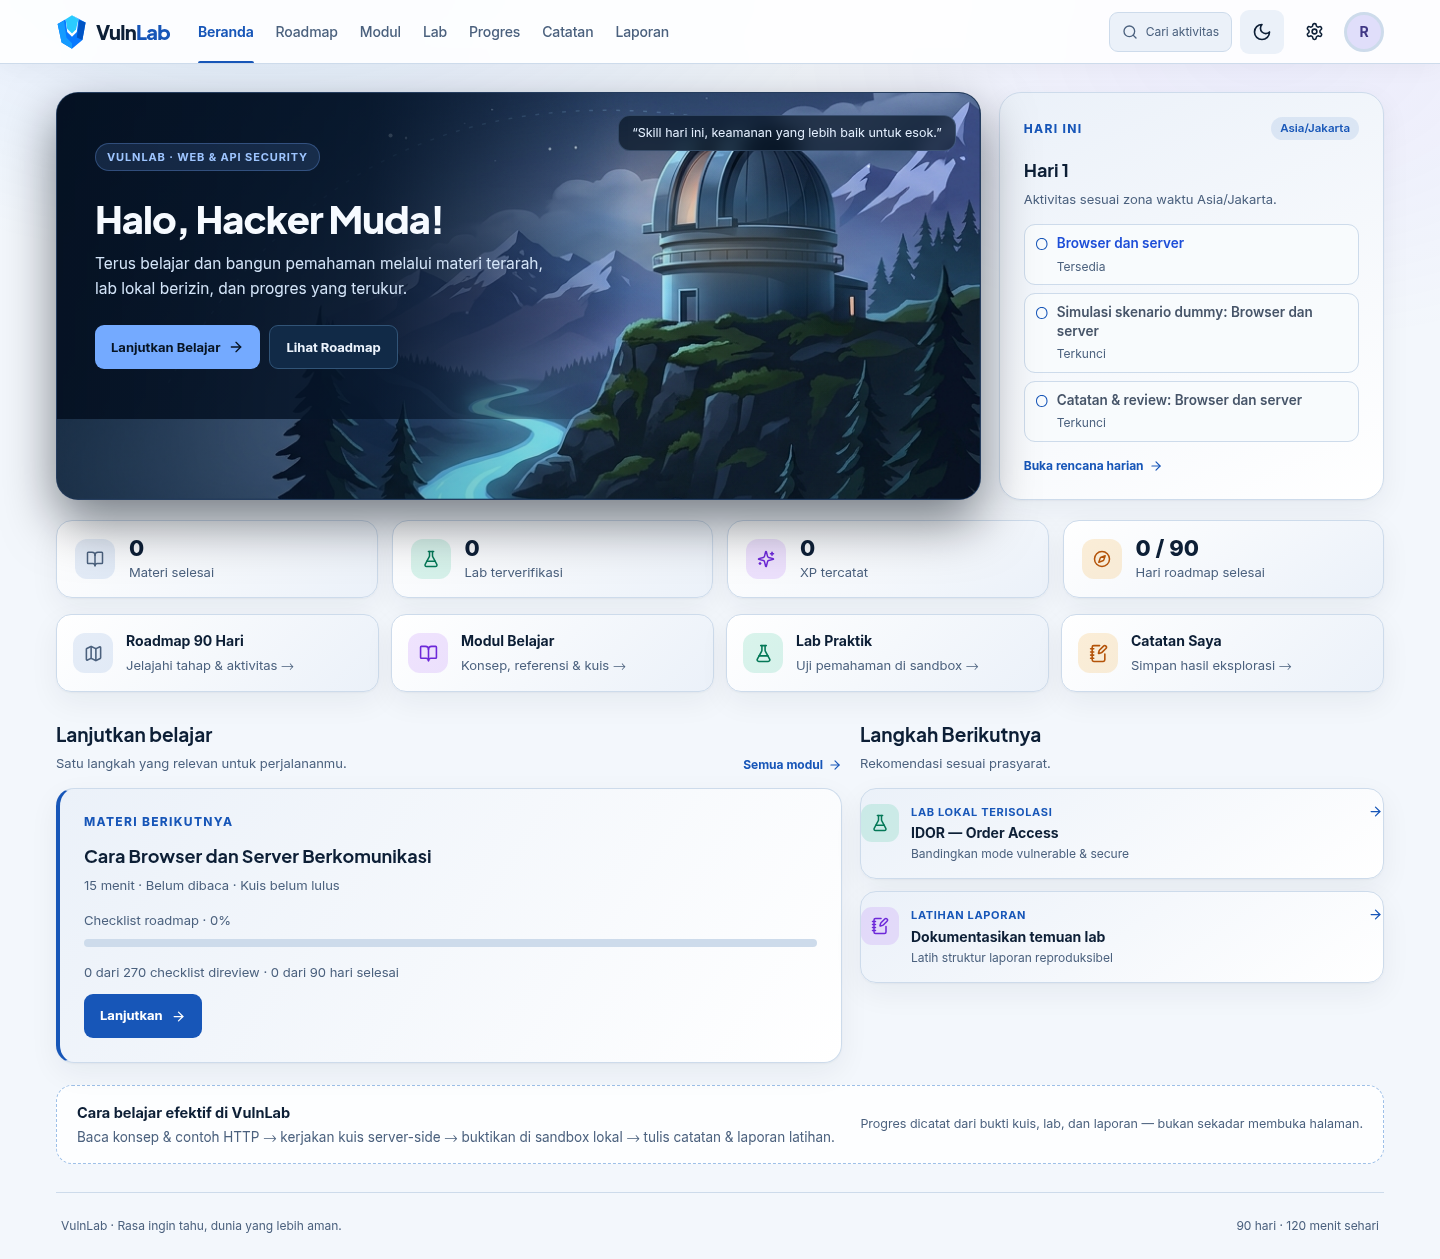 VulnLab
Beranda
Roadmap
Modul
Lab
Progres
Catatan
Laporan
Cari aktivitas
R
VULNLAB · WEB & API SECURITY
“Skill hari ini, keamanan yang lebih baik untuk esok.”
Halo, Hacker Muda!
Terus belajar dan bangun pemahaman melalui materi terarah,
lab lokal berizin, dan progres yang terukur.
Lanjutkan Belajar →
Lihat Roadmap
HARI INI
Asia/Jakarta
Hari 1
Aktivitas sesuai zona waktu Asia/Jakarta.
Browser dan server
Tersedia
Simulasi skenario dummy: Browser dan
server
Terkunci
Catatan & review: Browser dan server
Terkunci
Buka rencana harian →
0
Materi selesai
0
Lab terverifikasi
0
XP tercatat
0 / 90
Hari roadmap selesai
Roadmap 90 Hari
Jelajahi tahap & aktivitas →
Modul Belajar
Konsep, referensi & kuis →
Lab Praktik
Uji pemahaman di sandbox →
Catatan Saya
Simpan hasil eksplorasi →
Lanjutkan belajar
Satu langkah yang relevan untuk perjalananmu.
Semua modul →
MATERI BERIKUTNYA
Cara Browser dan Server Berkomunikasi
15 menit · Belum dibaca · Kuis belum lulus
Checklist roadmap · 0%
0 dari 270 checklist direview · 0 dari 90 hari selesai
Lanjutkan →
Langkah Berikutnya
Rekomendasi sesuai prasyarat.
LAB LOKAL TERISOLASI →
IDOR — Order Access
Bandingkan mode vulnerable & secure
LATIHAN LAPORAN →
Dokumentasikan temuan lab
Latih struktur laporan reproduksibel
Cara belajar efektif di VulnLab
Baca konsep & contoh HTTP → kerjakan kuis server-side → buktikan di sandbox lokal → tulis catatan & laporan latihan.
Progres dicatat dari bukti kuis, lab, dan laporan — bukan sekadar membuka halaman.
VulnLab · Rasa ingin tahu, dunia yang lebih aman.
90 hari · 120 menit sehari